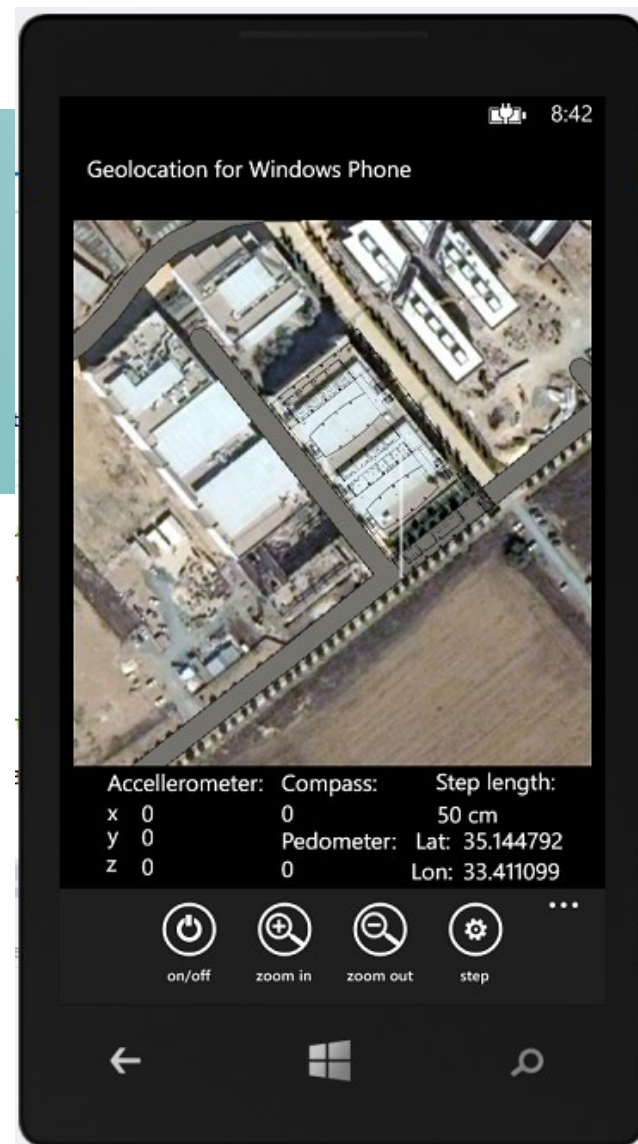 8:42
Geolocation for Windows Phone
Accellerometer: Compass: Step length:
x 0 0 50 cm
y 0 Pedometer: Lat: 35.144792
z 0 0 Lon: 33.411099
on/off zoom in zoom out step